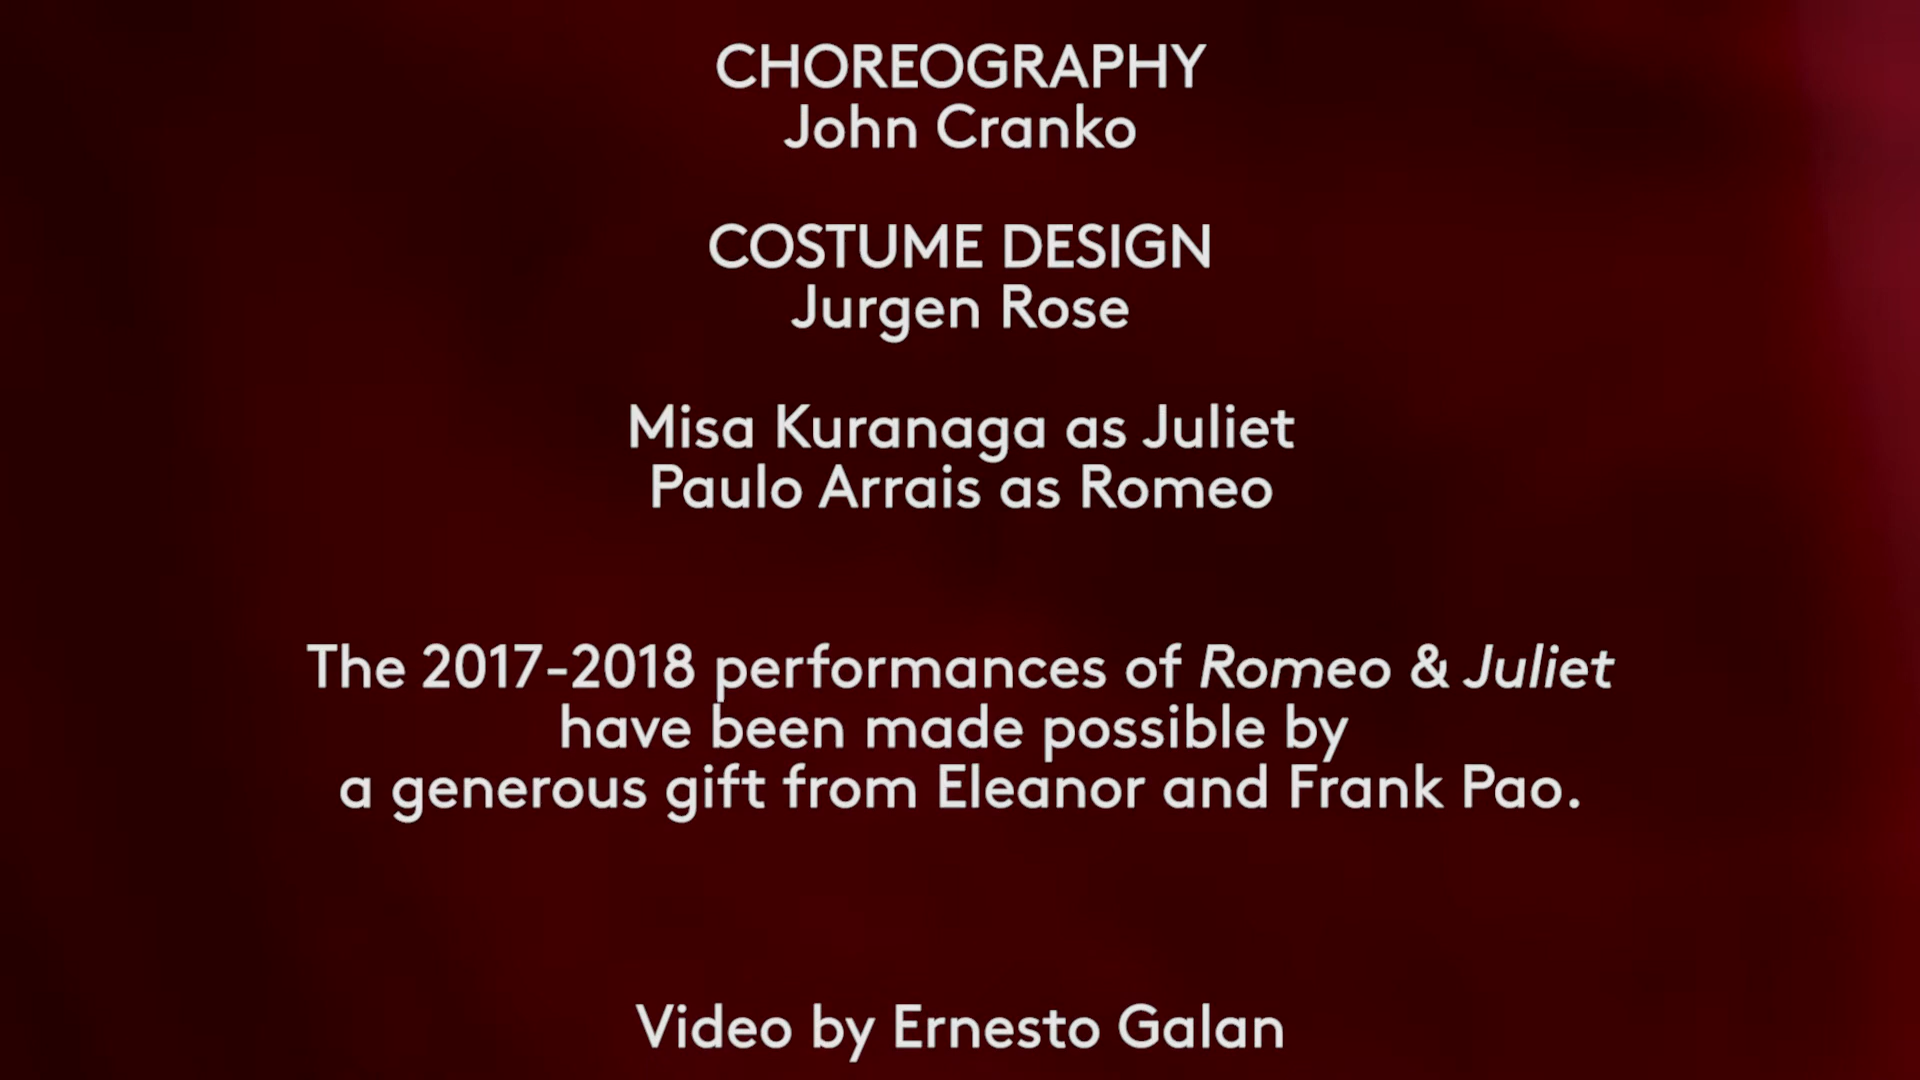 CHOREOGRAPHY
John Cranko
COSTUME DESIGN
Jurgen Rose
Misa Kuranaga as Juliet
Paulo Arrais as Romeo
The 2017-2018 performances of Romeo & Juliet
have been made possible by
a generous gift from Eleanor and Frank Pao.
Video by Ernesto Galan